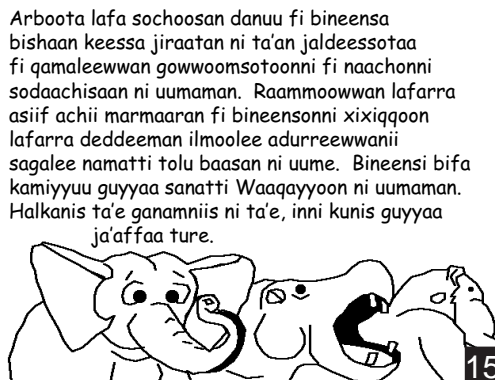 Arboota lafa sochoosan danuu fi bineensa
bishaan keessa jiraatan ni ta'an jaldeessotaa
fi qamaleewwan gowwoomsotoonni fi naachonni
sodaachisaan ni uumaman.  Raammoowwan lafarra
asiif achii marmaaran fi bineensonni xixiqqoon
lafarra deddeeman ilmoolee adurreewwanii
sagalee namatti tolu baasan ni uume.  Bineensi bifa
kamiyyuu guyyaa sanatti Waaqayyoon ni uumaman.
Halkanis ta'e ganamniis ni ta'e, inni kunis guyyaa
ja'affaa ture.
15